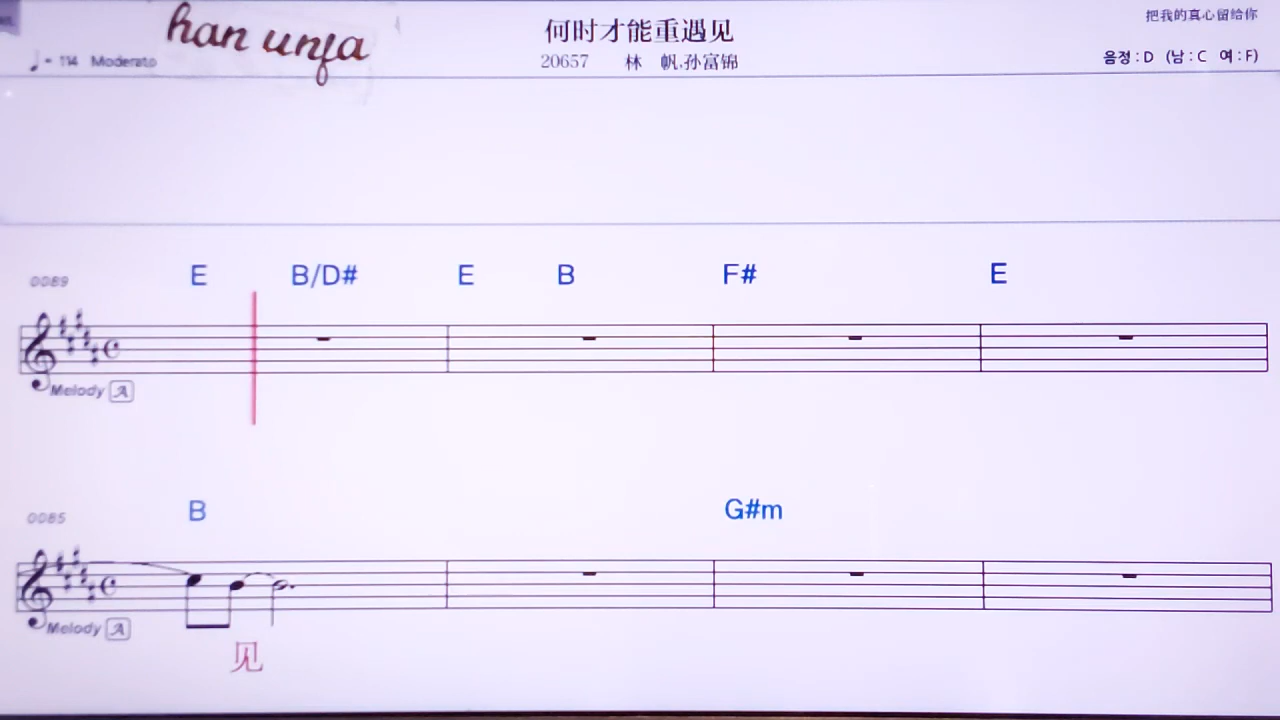 han unja
何时才能重遇见
把我的真心留给你
♩= 114 Moderato
20657 林 帆.孙富锦
음정 : D (남 : C 여 : F)
0089
E B/D# E B F# E
Melody A
0085
B G#m
Melody A
见